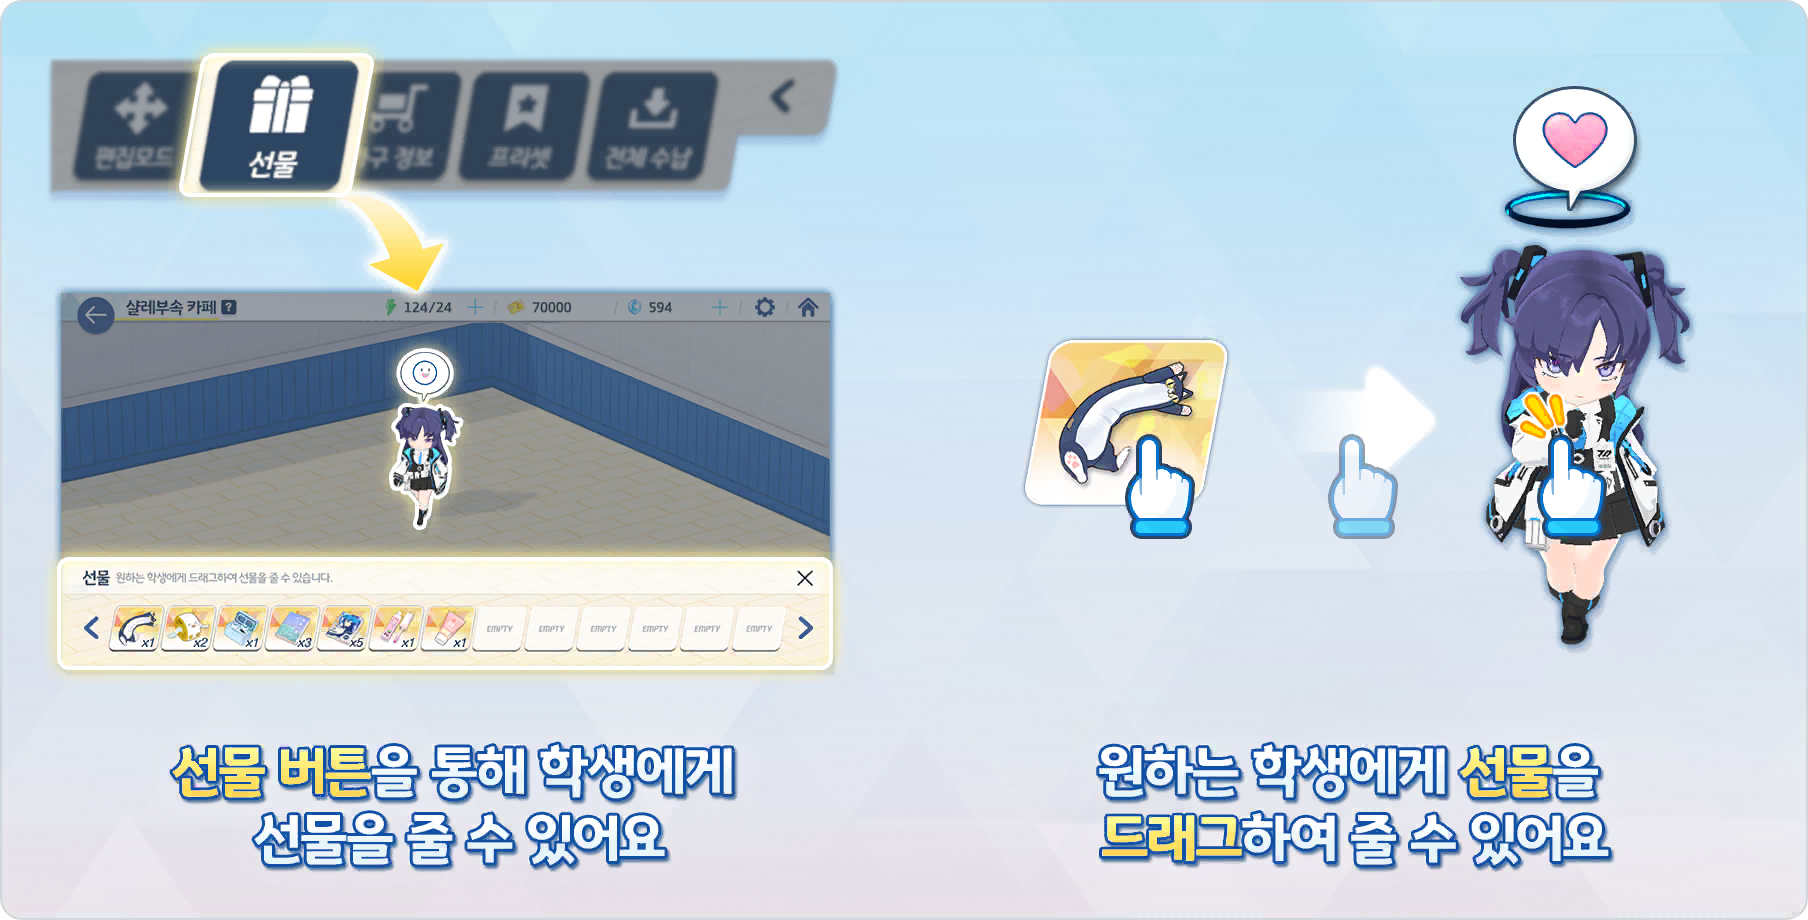 편집모드
선물
구 정보
프리셋
전체 수납
샬레부속 카페 ?
124/24
70000
594
선물 원하는 학생에게 드래그하여 선물을 줄 수 있습니다.
x1 x2 x1 x3 x5 x1 x1 EMPTY EMPTY EMPTY EMPTY EMPTY EMPTY
선물 버튼을 통해 학생에게
선물을 줄 수 있어요
원하는 학생에게 선물을
드래그하여 줄 수 있어요